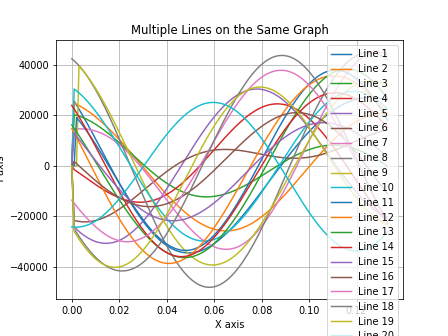 Multiple Lines on the Same Graph
40000
20000
0
−20000
−40000
0.00
0.02
0.04
0.06
0.08
0.10
X axis
Line 1
Line 2
Line 3
Line 4
Line 5
Line 6
Line 7
Line 8
Line 9
Line 10
Line 11
Line 12
Line 13
Line 14
Line 15
Line 16
Line 17
Line 18
Line 19
Line 20